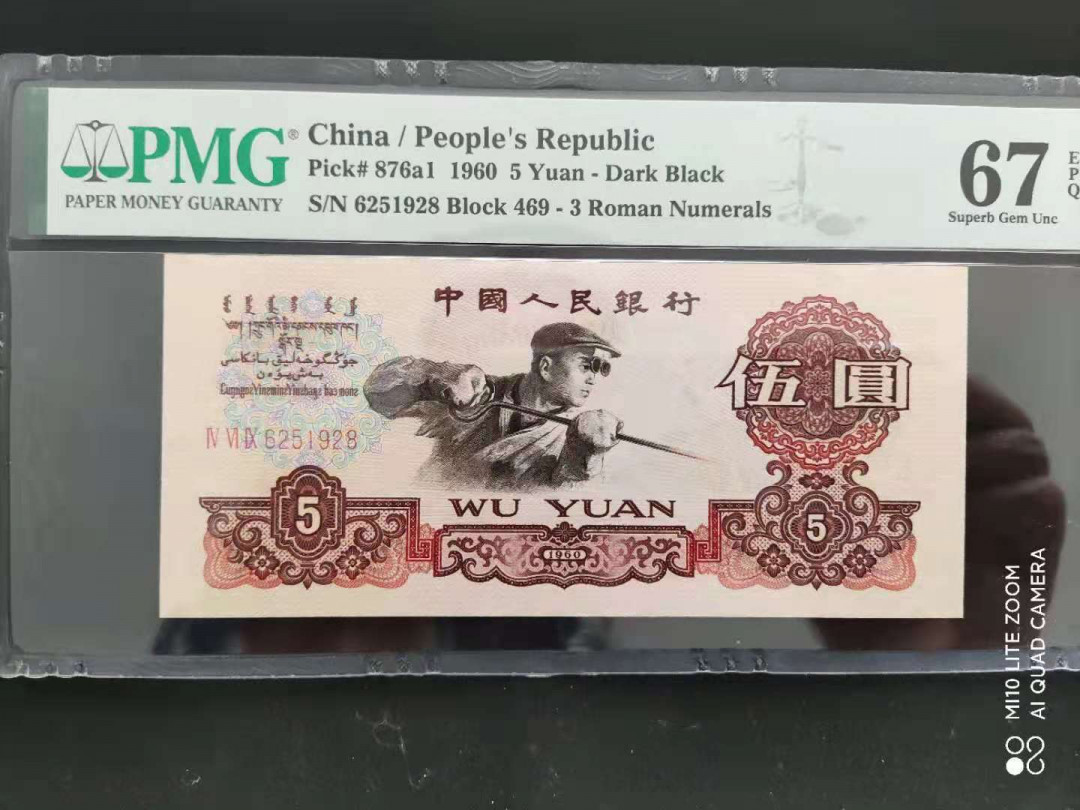 PMG®
PAPER MONEY GUARANTY
China / People's Republic
Pick# 876a1 1960 5 Yuan - Dark Black
S/N 6251928 Block 469 - 3 Roman Numerals
67
Superb Gem Unc
E
P
Q
中國人民銀行
伍圓
IV VI IX 6251928
5
WU YUAN
1960
5
MI10 LITE ZOOM
AI QUAD CAMERA